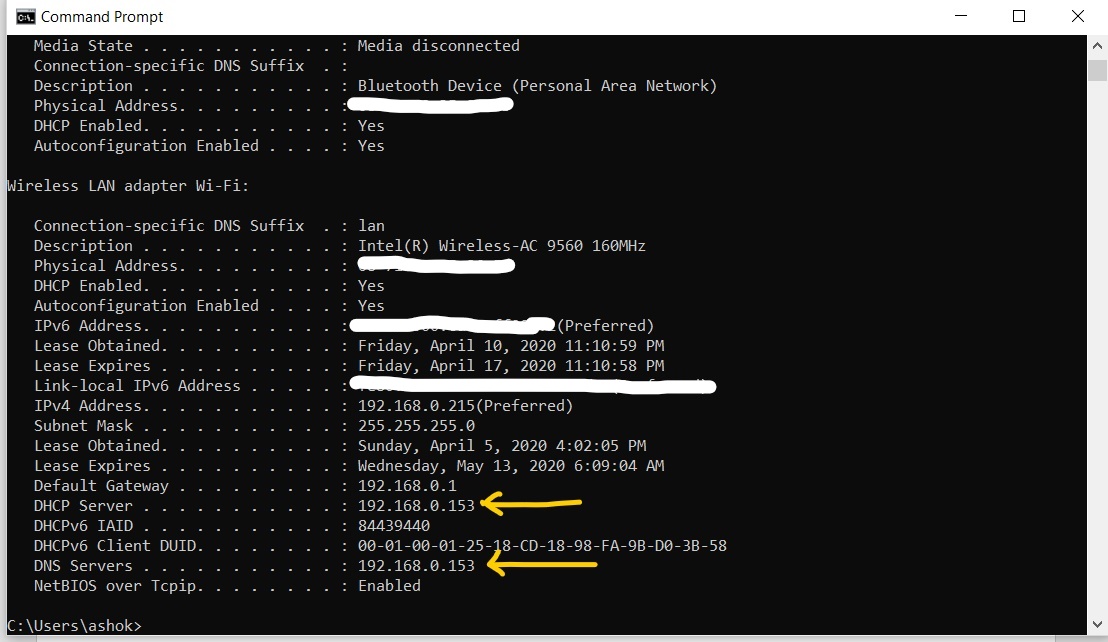 Command Prompt
Media State . . . . . . . . . . . : Media disconnected
Connection-specific DNS Suffix  . :
Description . . . . . . . . . . . : Bluetooth Device (Personal Area Network)
Physical Address. . . . . . . . . :
DHCP Enabled. . . . . . . . . . . : Yes
Autoconfiguration Enabled . . . . : Yes
Wireless LAN adapter Wi-Fi:
Connection-specific DNS Suffix  . : lan
Description . . . . . . . . . . . : Intel(R) Wireless-AC 9560 160MHz
Physical Address. . . . . . . . . :
DHCP Enabled. . . . . . . . . . . : Yes
Autoconfiguration Enabled . . . . : Yes
IPv6 Address. . . . . . . . . . . : (Preferred)
Lease Obtained. . . . . . . . . . : Friday, April 10, 2020 11:10:59 PM
Lease Expires . . . . . . . . . . : Friday, April 17, 2020 11:10:58 PM
Link-local IPv6 Address . . . . . :
IPv4 Address. . . . . . . . . . . : 192.168.0.215(Preferred)
Subnet Mask . . . . . . . . . . . : 255.255.255.0
Lease Obtained. . . . . . . . . . : Sunday, April 5, 2020 4:02:05 PM
Lease Expires . . . . . . . . . . : Wednesday, May 13, 2020 6:09:04 AM
Default Gateway . . . . . . . . . : 192.168.0.1
DHCP Server . . . . . . . . . . . : 192.168.0.153
DHCPv6 IAID . . . . . . . . . . . : 84439440
DHCPv6 Client DUID. . . . . . . . : 00-01-00-01-25-18-CD-18-98-FA-9B-D0-3B-58
DNS Servers . . . . . . . . . . . : 192.168.0.153
NetBIOS over Tcpip. . . . . . . . : Enabled
C:\Users\ashok>